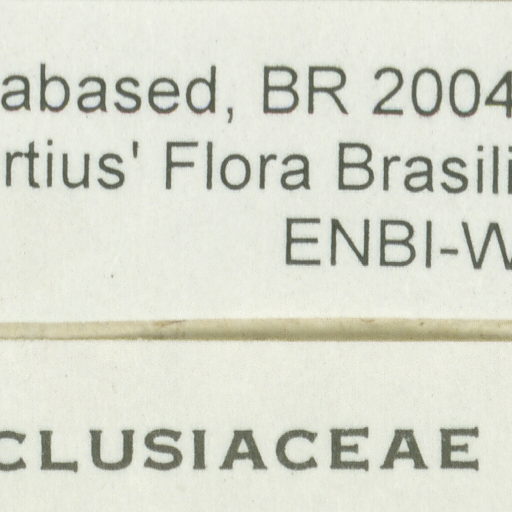 abased, BR 2004
rtius' Flora Brasili
ENBI-W
CLUSIACEAE